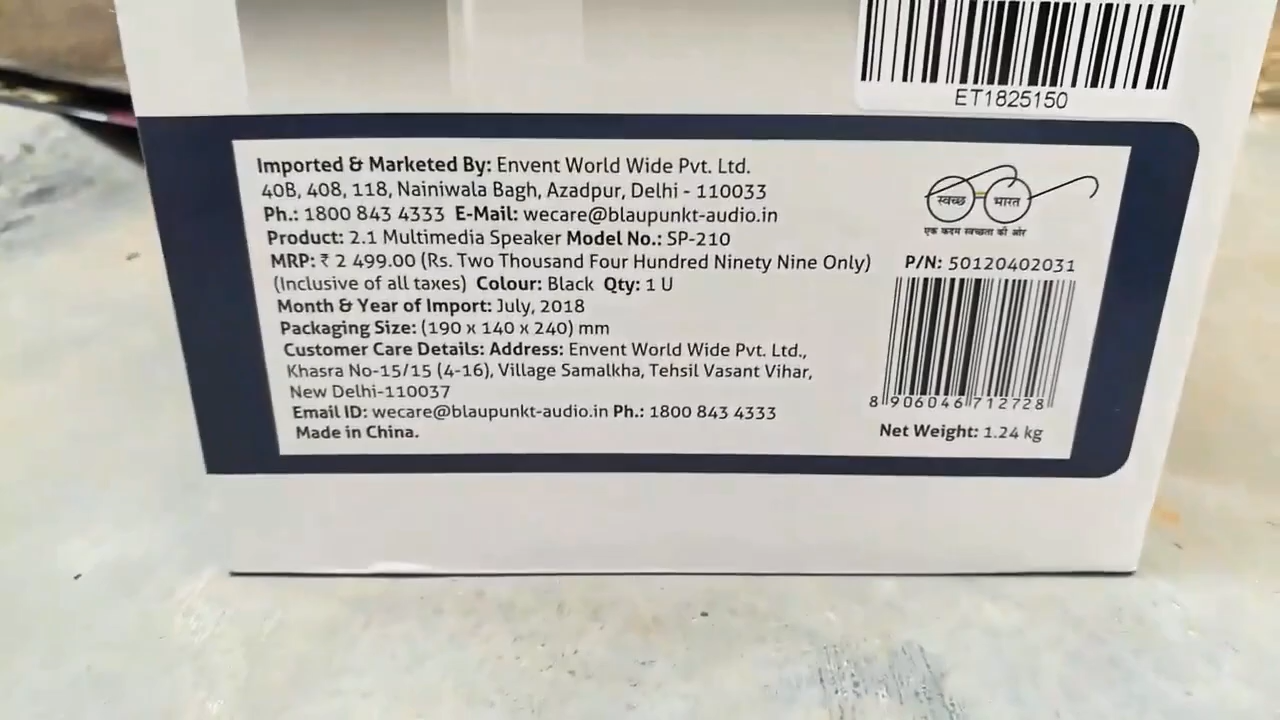 ET1825150
Imported & Marketed By: Envent World Wide Pvt. Ltd.
40B, 408, 118, Nainiwala Bagh, Azadpur, Delhi - 110033
Ph.: 1800 843 4333 E-Mail: wecare@blaupunkt-audio.in
Product: 2.1 Multimedia Speaker Model No.: SP-210
MRP: ₹ 2 499.00 (Rs. Two Thousand Four Hundred Ninety Nine Only)
(Inclusive of all taxes) Colour: Black Qty: 1 U
Month & Year of Import: July, 2018
Packaging Size: (190 x 140 x 240) mm
Customer Care Details: Address: Envent World Wide Pvt. Ltd.,
Khasra No-15/15 (4-16), Village Samalkha, Tehsil Vasant Vihar,
New Delhi-110037
Email ID: wecare@blaupunkt-audio.in Ph.: 1800 843 4333
Made in China.
स्वच्छ भारत
एक कदम स्वच्छता की ओर
P/N: 50120402031
8 906046 712728
Net Weight: 1.24 kg